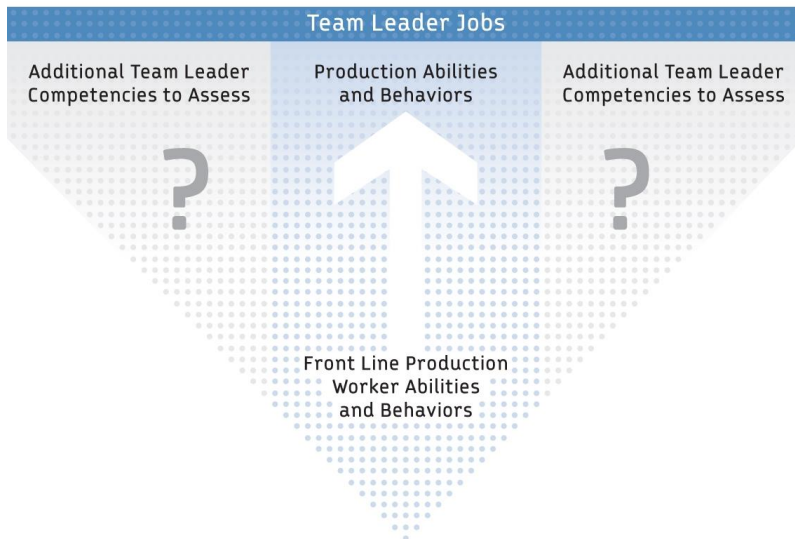 Team Leader Jobs
Additional Team Leader
Competencies to Assess
?
Production Abilities
and Behaviors
Additional Team Leader
Competencies to Assess
?
Front Line Production
Worker Abilities
and Behaviors